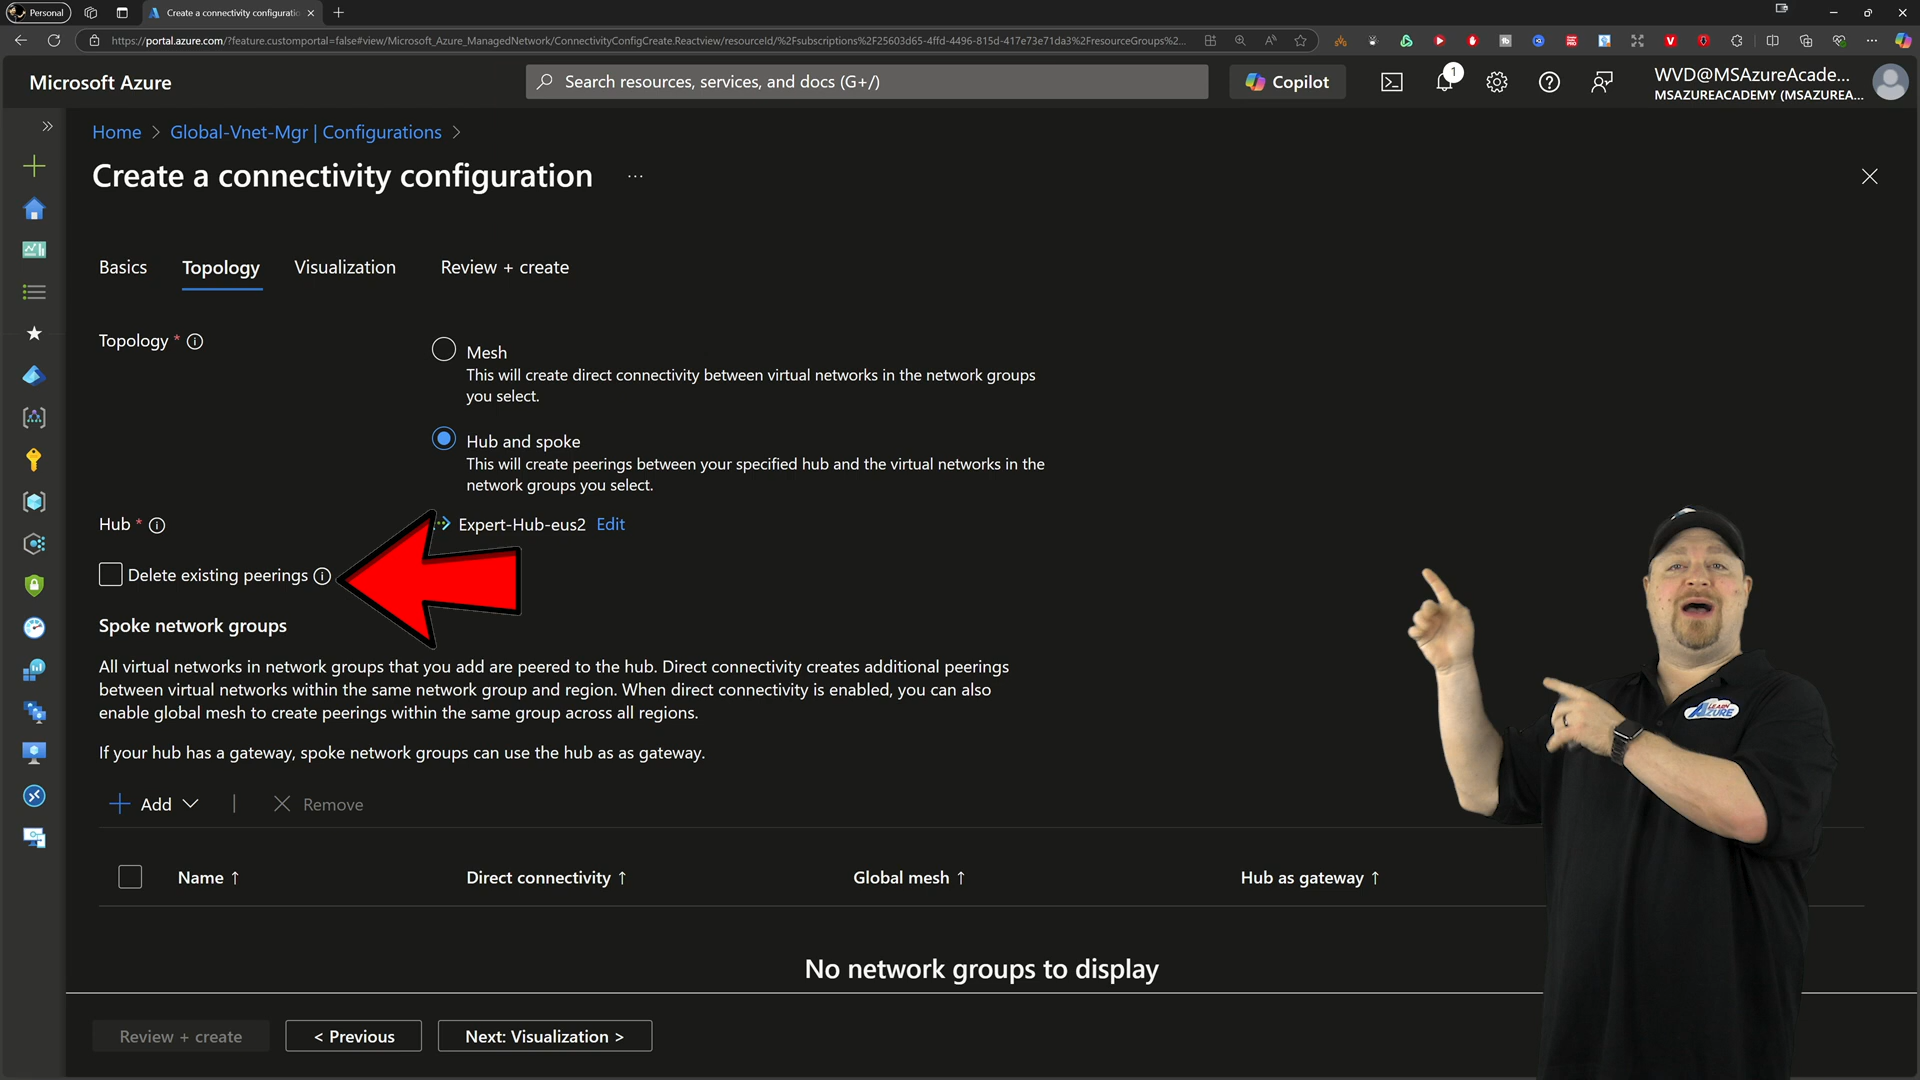 Personal
Create a connectivity configuratio
https://portal.azure.com/?feature.customportal=false#view/Microsoft_Azure_ManagedNetwork/ConnectivityConfigCreate.Reactview/resourceId/%2Fsubscriptions%2F25603d65-4ffd-4496-815d-417e73e71da3%2FresourceGroups%2...
Microsoft Azure
Search resources, services, and docs (G+/)
Copilot
1
WVD@MSAzureAcade...
MSAZUREACADEMY (MSAZUREA...
Home > Global-Vnet-Mgr | Configurations >
Create a connectivity configuration ...
Basics
Topology
Visualization
Review + create
Topology *
Mesh
This will create direct connectivity between virtual networks in the network groups
you select.
Hub and spoke
This will create peerings between your specified hub and the virtual networks in the
network groups you select.
Hub *
Expert-Hub-eus2 Edit
Delete existing peerings
Spoke network groups
All virtual networks in network groups that you add are peered to the hub. Direct connectivity creates additional peerings
between virtual networks within the same network group and region. When direct connectivity is enabled, you can also
enable global mesh to create peerings within the same group across all regions.
If your hub has a gateway, spoke network groups can use the hub as as gateway.
Add
Remove
Name ↑
Direct connectivity ↑
Global mesh ↑
Hub as gateway ↑
No network groups to display
Review + create
< Previous
Next: Visualization >
LEARN
AZURE